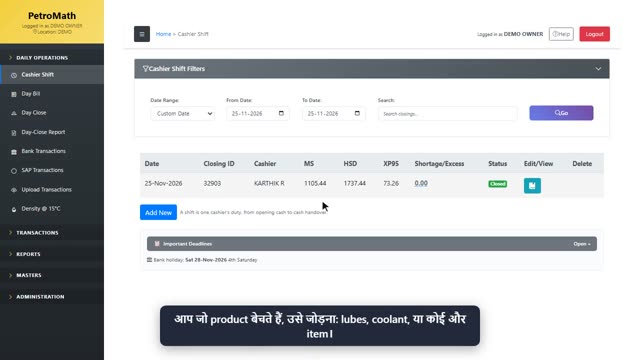 PetroMath
Logged in as DEMO OWNER
Location: DEMO
DAILY OPERATIONS
Cashier Shift
Day Bill
Day Close
Day-Close Report
Bank Transactions
SAP Transactions
Upload Transactions
Density @ 15°C
TRANSACTIONS
REPORTS
MASTERS
ADMINISTRATION
Home > Cashier Shift
Logged in as DEMO OWNER
Help
Logout
Cashier Shift Filters
Date Range: From Date: To Date: Search:
Custom Date 25-11-2026 25-11-2026 Search closings... Go
Date Closing ID Cashier MS HSD XP95 Shortage/Excess Status Edit/View Delete
25-Nov-2026 32903 KARTHIK R 1105.44 1737.44 73.26 0.00 Closed
Add New A shift is one cashier's duty, from opening cash to cash handover.
Important Deadlines Open
Bank holiday: Sat 28-Nov-2026 4th Saturday
आप जो product बेचते हैं, उसे जोड़ना: lubes, coolant, या कोई और
item।